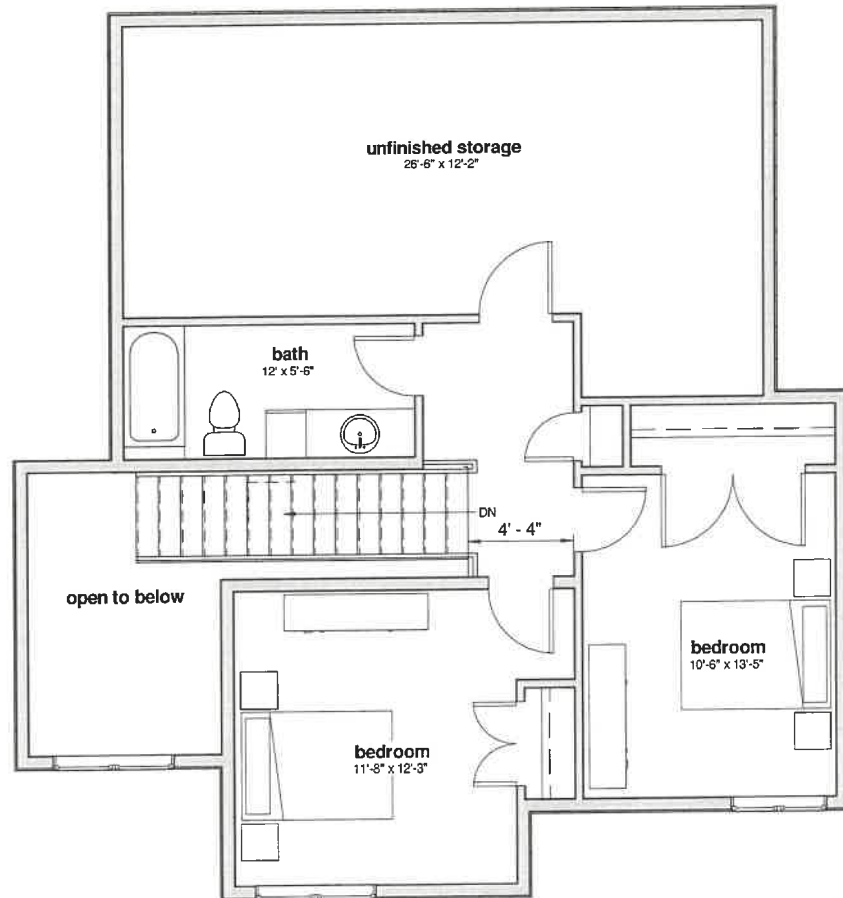 unfinished storage
26'-6" x 12'-2"
bath
12' x 5'-6"
DN
4' - 4"
open to below
bedroom
10'-6" x 13'-5"
bedroom
11'-8" x 12'-3"